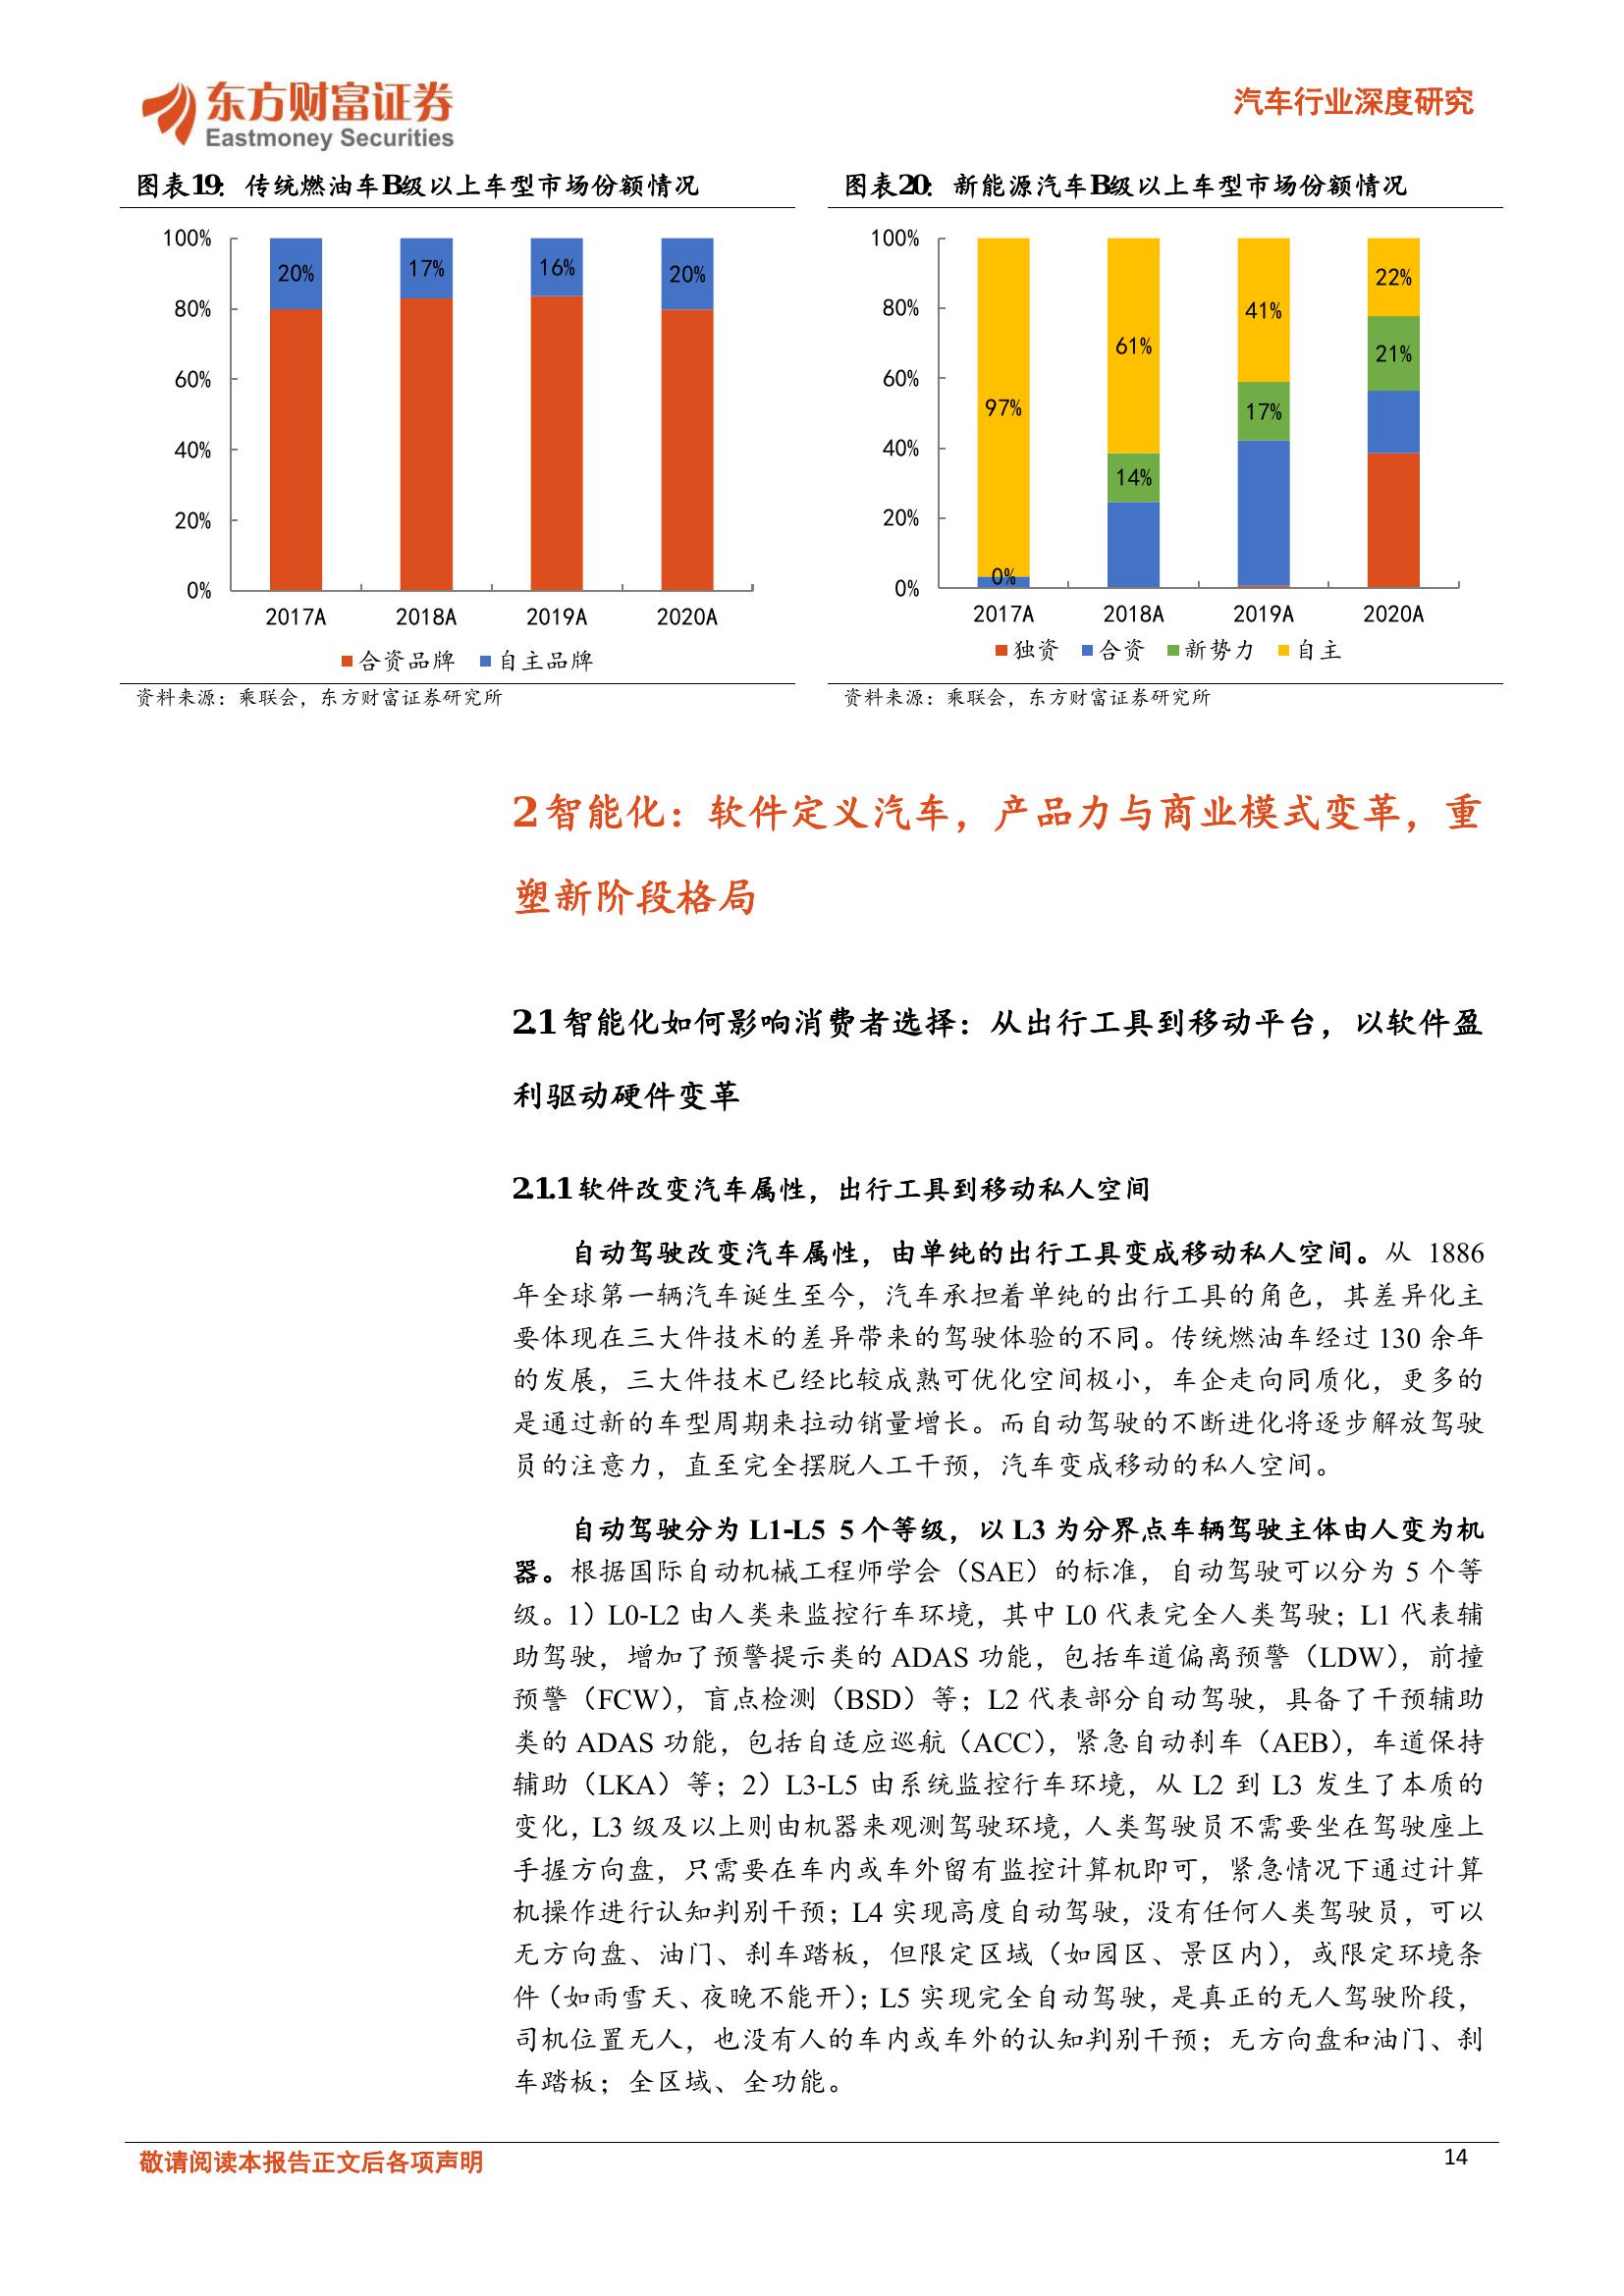 东方财富证券
Eastmoney Securities
汽车行业深度研究
图表19：传统燃油车B级以上车型市场份额情况
100%
80%
60%
40%
20%
0%
20%
17%
16%
20%
2017A
2018A
2019A
2020A
合资品牌
自主品牌
资料来源：乘联会，东方财富证券研究所
图表20：新能源汽车B级以上车型市场份额情况
100%
80%
60%
40%
20%
0%
97%
0%
61%
14%
41%
17%
22%
21%
2017A
2018A
2019A
2020A
独资
合资
新势力
自主
资料来源：乘联会，东方财富证券研究所
2 智能化：软件定义汽车，产品力与商业模式变革，重
塑新阶段格局
2.1 智能化如何影响消费者选择：从出行工具到移动平台，以软件盈
利驱动硬件变革
2.1.1 软件改变汽车属性，出行工具到移动私人空间
自动驾驶改变汽车属性，由单纯的出行工具变成移动私人空间。从 1886
年全球第一辆汽车诞生至今，汽车承担着单纯的出行工具的角色，其差异化主
要体现在三大件技术的差异带来的驾驶体验的不同。传统燃油车经过 130 余年
的发展，三大件技术已经比较成熟可优化空间极小，车企走向同质化，更多的
是通过新的车型周期来拉动销量增长。而自动驾驶的不断进化将逐步解放驾驶
员的注意力，直至完全摆脱人工干预，汽车变成移动的私人空间。
自动驾驶分为 L1-L5 5 个等级，以 L3 为分界点车辆驾驶主体由人变为机
器。根据国际自动机械工程师学会（SAE）的标准，自动驾驶可以分为 5 个等
级。1）L0-L2 由人类来监控行车环境，其中 L0 代表完全人类驾驶；L1 代表辅
助驾驶，增加了预警提示类的 ADAS 功能，包括车道偏离预警（LDW），前撞
预警（FCW），盲点检测（BSD）等；L2 代表部分自动驾驶，具备了干预辅助
类的 ADAS 功能，包括自适应巡航（ACC），紧急自动刹车（AEB），车道保持
辅助（LKA）等；2）L3-L5 由系统监控行车环境，从 L2 到 L3 发生了本质的
变化，L3 级及以上则由机器来观测驾驶环境，人类驾驶员不需要坐在驾驶座上
手握方向盘，只需要在车内或车外留有监控计算机即可，紧急情况下通过计算
机操作进行认知判别干预；L4 实现高度自动驾驶，没有任何人类驾驶员，可以
无方向盘、油门、刹车踏板，但限定区域（如园区、景区内），或限定环境条
件（如雨雪天、夜晚不能开）；L5 实现完全自动驾驶，是真正的无人驾驶阶段，
司机位置无人，也没有人的车内或车外的认知判别干预；无方向盘和油门、刹
车踏板；全区域、全功能。
敬请阅读本报告正文后各项声明
14